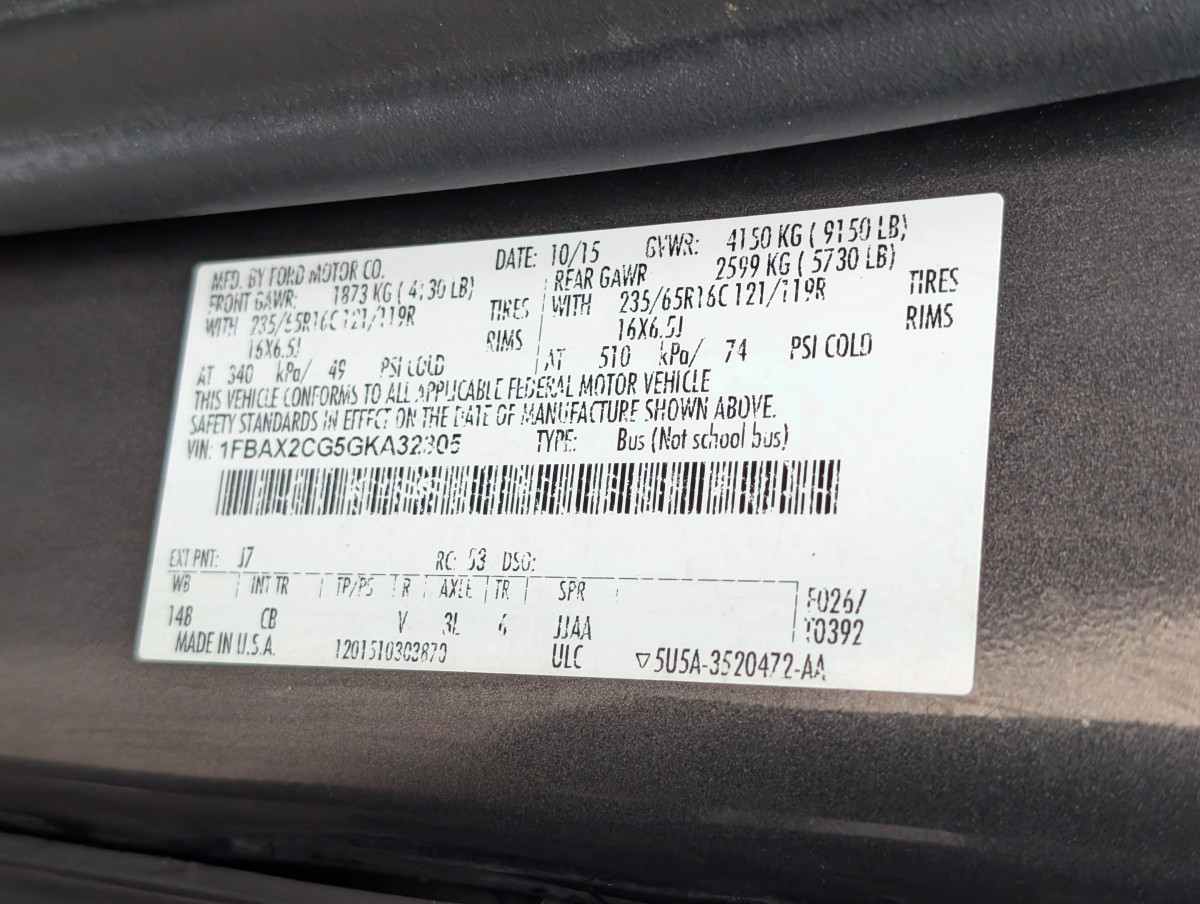 MFD. BY FORD MOTOR CO. DATE: 10/15 GVWR: 4150 KG ( 9150 LB)
FRONT GAWR: 1873 KG ( 4130 LB) REAR GAWR 2599 KG ( 5730 LB)
WITH 235/65R16C 121/119R TIRES WITH 235/65R16C 121/119R TIRES
16X6.5J RIMS 16X6.5J RIMS
AT 340 kPa/ 49 PSI COLD AT 510 kPa/ 74 PSI COLD
THIS VEHICLE CONFORMS TO ALL APPLICABLE FEDERAL MOTOR VEHICLE
SAFETY STANDARDS IN EFFECT ON THE DATE OF MANUFACTURE SHOWN ABOVE.
VIN: 1FBAX2CG5GKA32305 TYPE: Bus (Not school bus)
EXT PNT: J7 RC: 53 DSO:
WB INT TR TP/PS R AXLE TR SPR
148 CB V 3L JJAA F0267
T0392
MADE IN U.S.A. 1201510303870 ULC ▽5U5A-3520472-AA